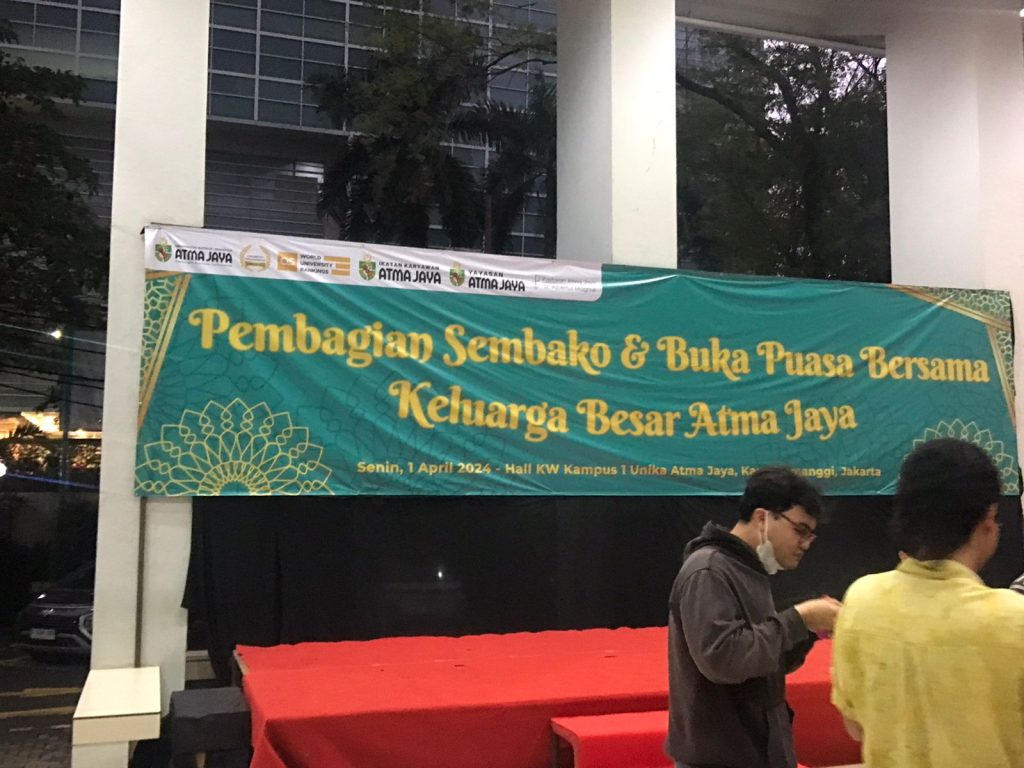 ATMA JAYA
QS WORLD UNIVERSITY RANKINGS
IKATAN KARYAWAN
ATMA JAYA
YAYASAN
ATMA JAYA
Pembagian Sembako & Buka Puasa Bersama
Keluarga Besar Atma Jaya
Senin, 1 April 2024 - Hall KW Kampus 1 Unika Atma Jaya, Jakarta